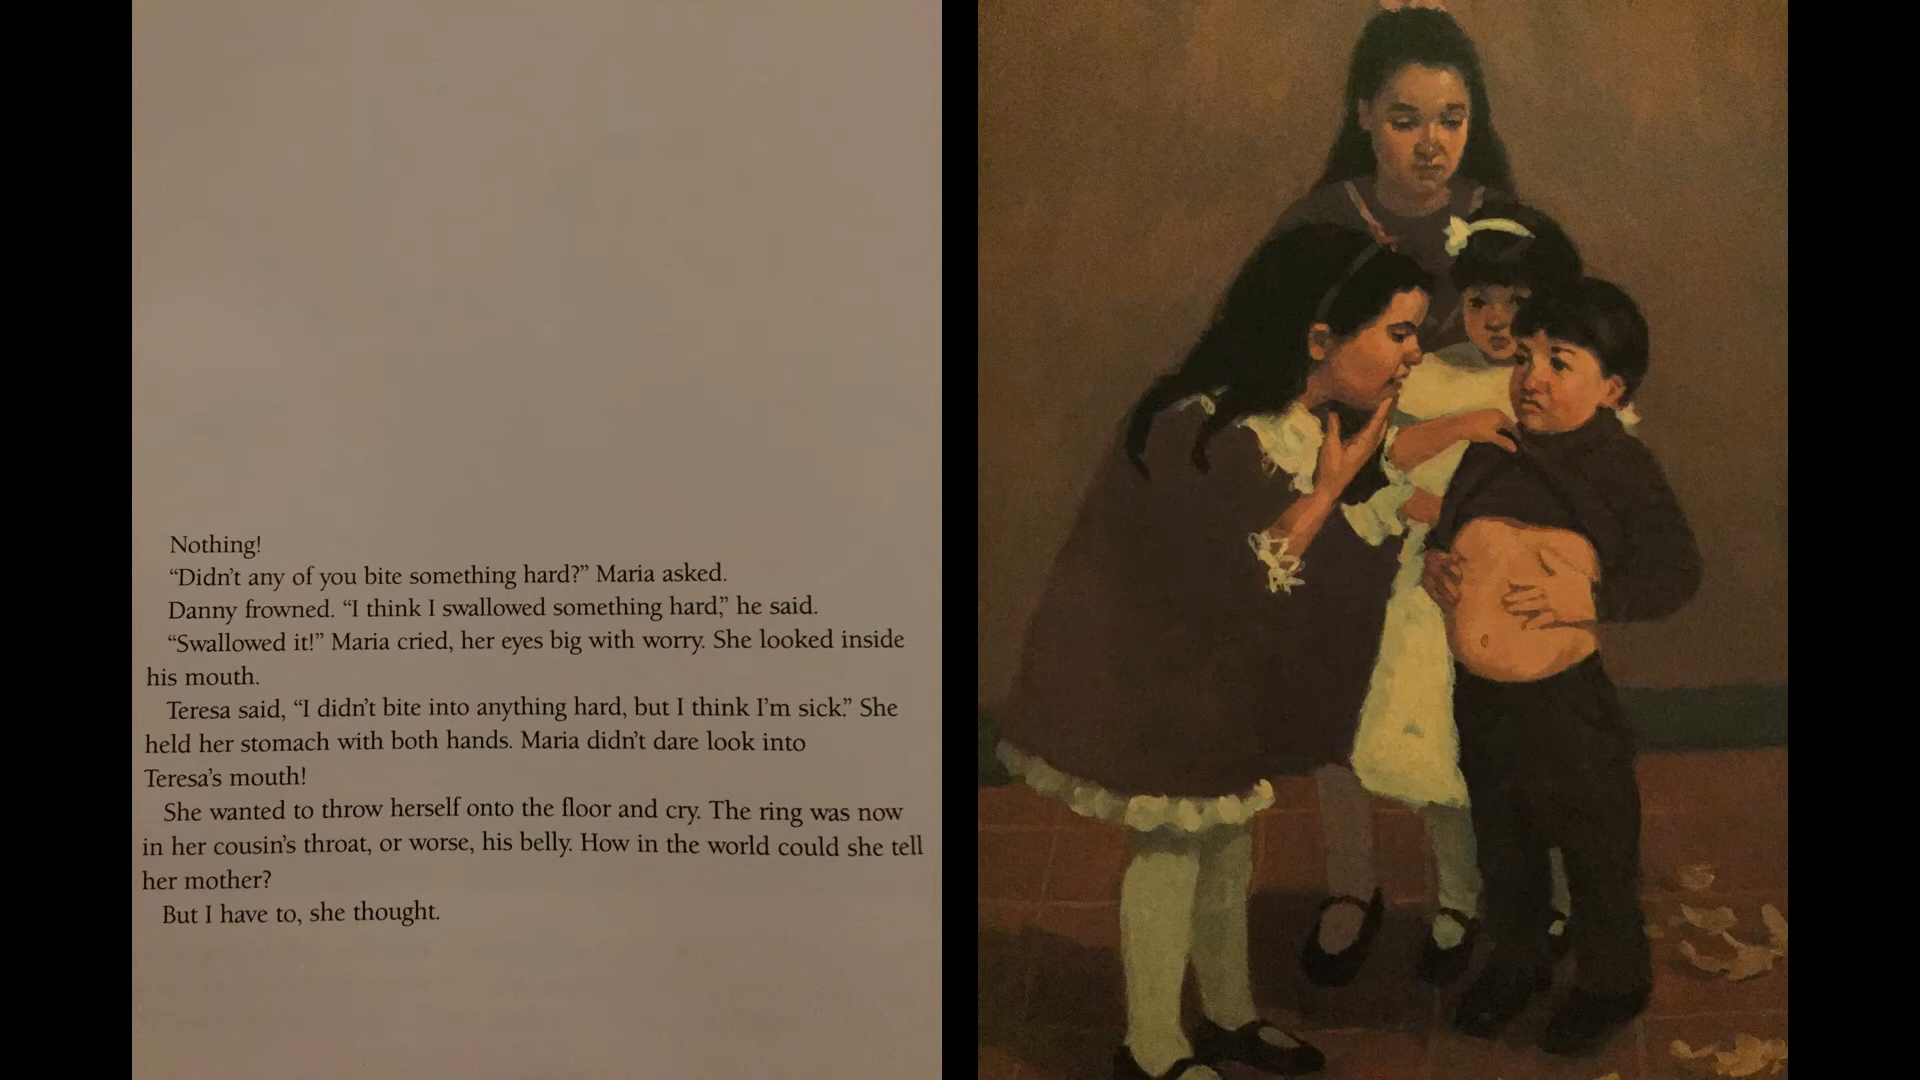 Nothing!
“Didn’t any of you bite something hard?” Maria asked.
Danny frowned. “I think I swallowed something hard,” he said.
“Swallowed it!” Maria cried, her eyes big with worry. She looked inside
his mouth.
Teresa said, “I didn’t bite into anything hard, but I think I’m sick.” She
held her stomach with both hands. Maria didn’t dare look into
Teresa’s mouth!
She wanted to throw herself onto the floor and cry. The ring was now
in her cousin’s throat, or worse, his belly. How in the world could she tell
her mother?
But I have to, she thought.